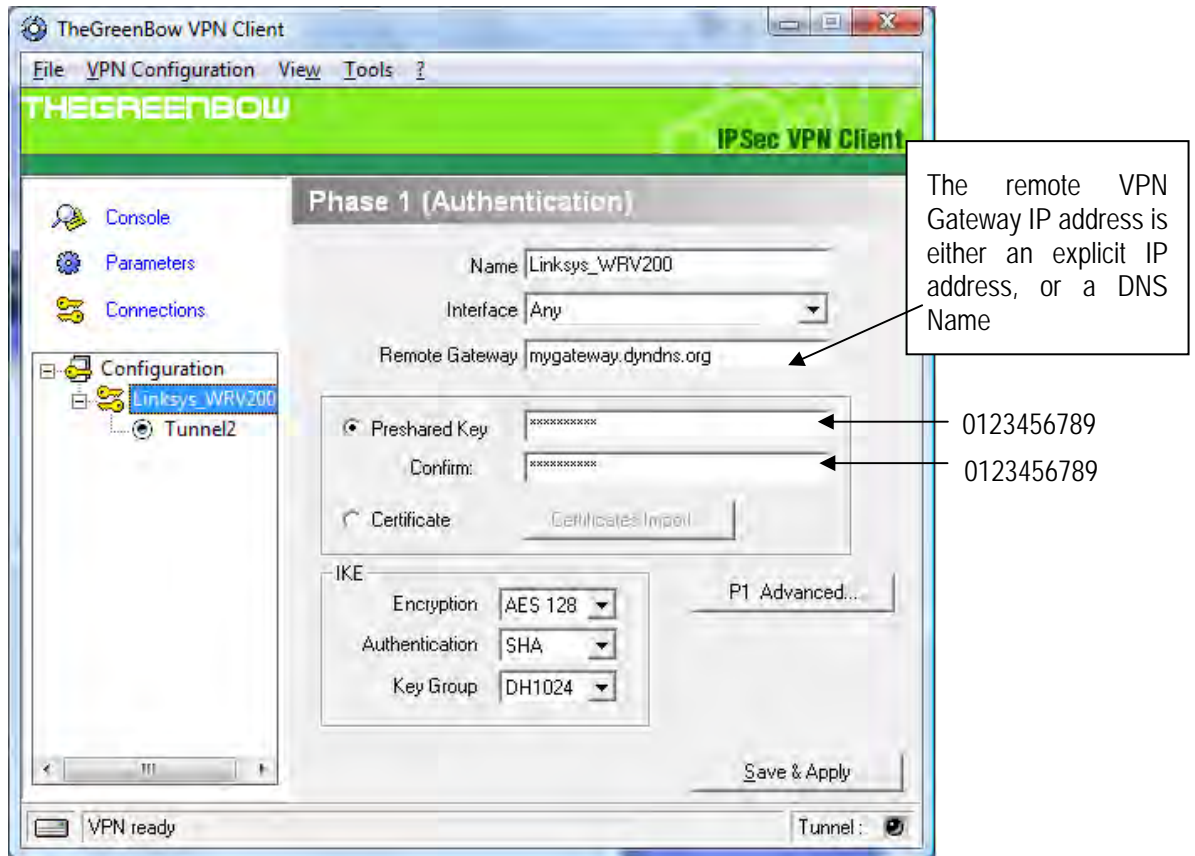 TheGreenBow VPN Client
File VPN Configuration View Tools ?
THEGREENBOW
IPSec VPN Client
Console
Parameters
Connections
Configuration
Linksys_WRV200
Tunnel2
Phase 1 (Authentication)
Name Linksys_WRV200
Interface Any
Remote Gateway mygateway.dyndns.org
Preshared Key **********
Confirm: **********
Certificate Certificates Import...
IKE
Encryption AES 128
Authentication SHA
Key Group DH1024
P1 Advanced...
Save & Apply
VPN ready
Tunnel :
The remote VPN
Gateway IP address is
either an explicit IP
address, or a DNS
Name
0123456789
0123456789